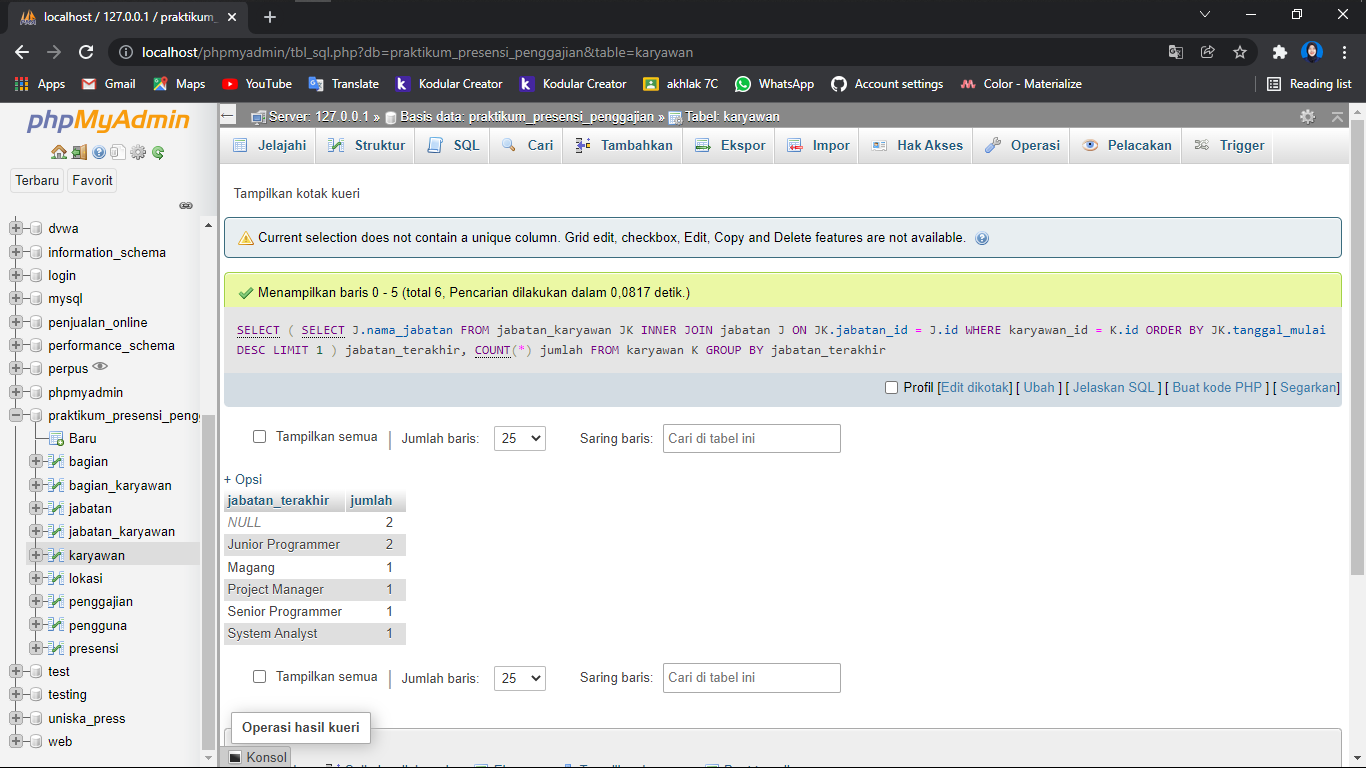 localhost / 127.0.0.1 / praktikum_
localhost/phpmyadmin/tbl_sql.php?db=praktikum_presensi_penggajian&table=karyawan
Apps Gmail Maps YouTube Translate Kodular Creator Kodular Creator akhlak 7C WhatsApp Account settings Color - Materialize Reading list
phpMyAdmin
Terbaru Favorit
dvwa
information_schema
login
mysql
penjualan_online
performance_schema
perpus
phpmyadmin
praktikum_presensi_peng
Baru
bagian
bagian_karyawan
jabatan
jabatan_karyawan
karyawan
lokasi
penggajian
pengguna
presensi
test
testing
uniska_press
web
Server: 127.0.0.1 » Basis data: praktikum_presensi_penggajian » Tabel: karyawan
Jelajahi Struktur SQL Cari Tambahkan Ekspor Impor Hak Akses Operasi Pelacakan Trigger
Tampilkan kotak kueri
Current selection does not contain a unique column. Grid edit, checkbox, Edit, Copy and Delete features are not available.
Menampilkan baris 0 - 5 (total 6, Pencarian dilakukan dalam 0,0817 detik.)
SELECT ( SELECT J.nama_jabatan FROM jabatan_karyawan JK INNER JOIN jabatan J ON JK.jabatan_id = J.id WHERE karyawan_id = K.id ORDER BY JK.tanggal_mulai
DESC LIMIT 1 ) jabatan_terakhir, COUNT(*) jumlah FROM karyawan K GROUP BY jabatan_terakhir
Profil [Edit dikotak] [ Ubah ] [ Jelaskan SQL ] [ Buat kode PHP ] [ Segarkan]
Tampilkan semua | Jumlah baris: 25 Saring baris: Cari di tabel ini
+ Opsi
jabatan_terakhir jumlah
NULL 2
Junior Programmer 2
Magang 1
Project Manager 1
Senior Programmer 1
System Analyst 1
Tampilkan semua | Jumlah baris: 25 Saring baris: Cari di tabel ini
Operasi hasil kueri
Konsol